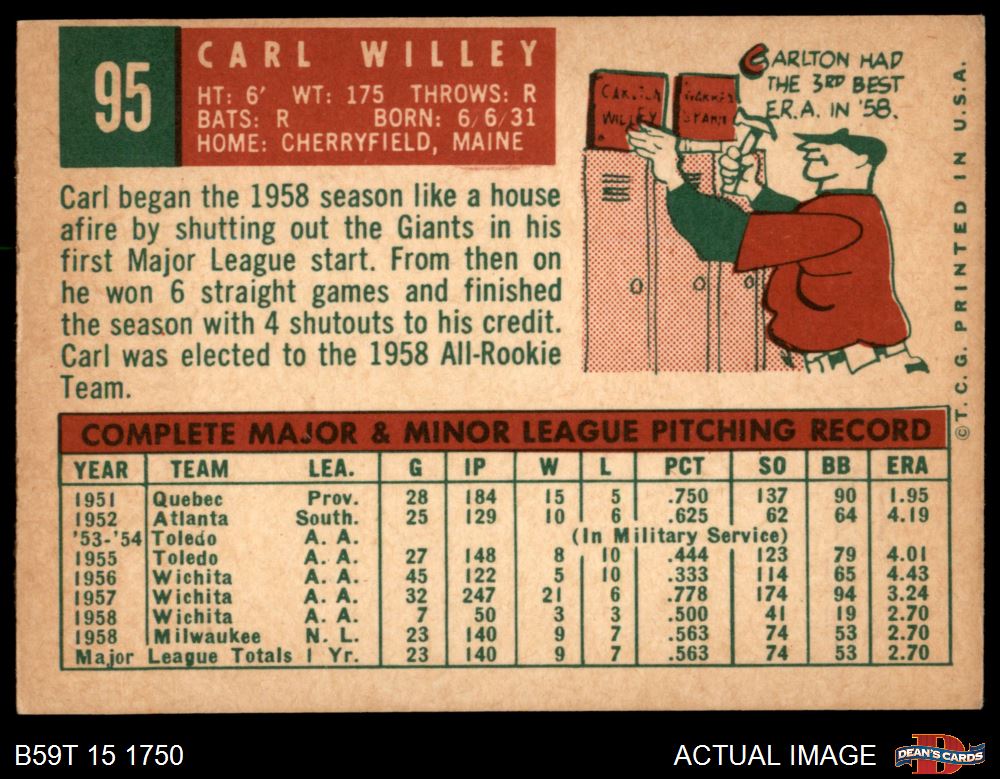 95
CARL WILLEY
HT: 6' WT: 175 THROWS: R
BATS: R BORN: 6/6/31
HOME: CHERRYFIELD, MAINE
CARLTON HAD
THE 3RD BEST
E.R.A. IN '58.
CARLTON
WILLEY
WARREN
SPAHN
Carl began the 1958 season like a house
afire by shutting out the Giants in his
first Major League start. From then on
he won 6 straight games and finished
the season with 4 shutouts to his credit.
Carl was elected to the 1958 All-Rookie
Team.
©T. C. G. PRINTED IN U.S.A.
COMPLETE MAJOR & MINOR LEAGUE PITCHING RECORD
YEAR TEAM LEA. G IP W L PCT SO BB ERA
1951 Quebec Prov. 28 184 15 5 .750 137 90 1.95
1952 Atlanta South. 25 129 10 6 .625 62 64 4.19
'53-'54 Toledo A. A. (In Military Service)
1955 Toledo A. A. 27 148 8 10 .444 123 79 4.01
1956 Wichita A. A. 45 122 5 10 .333 114 65 4.43
1957 Wichita A. A. 32 247 21 6 .778 174 94 3.24
1958 Wichita A. A. 7 50 3 3 .500 41 19 2.70
1958 Milwaukee N. L. 23 140 9 7 .563 74 53 2.70
Major League Totals 1 Yr. 23 140 9 7 .563 74 53 2.70
B59T 15 1750
ACTUAL IMAGE
DEAN'S CARDS